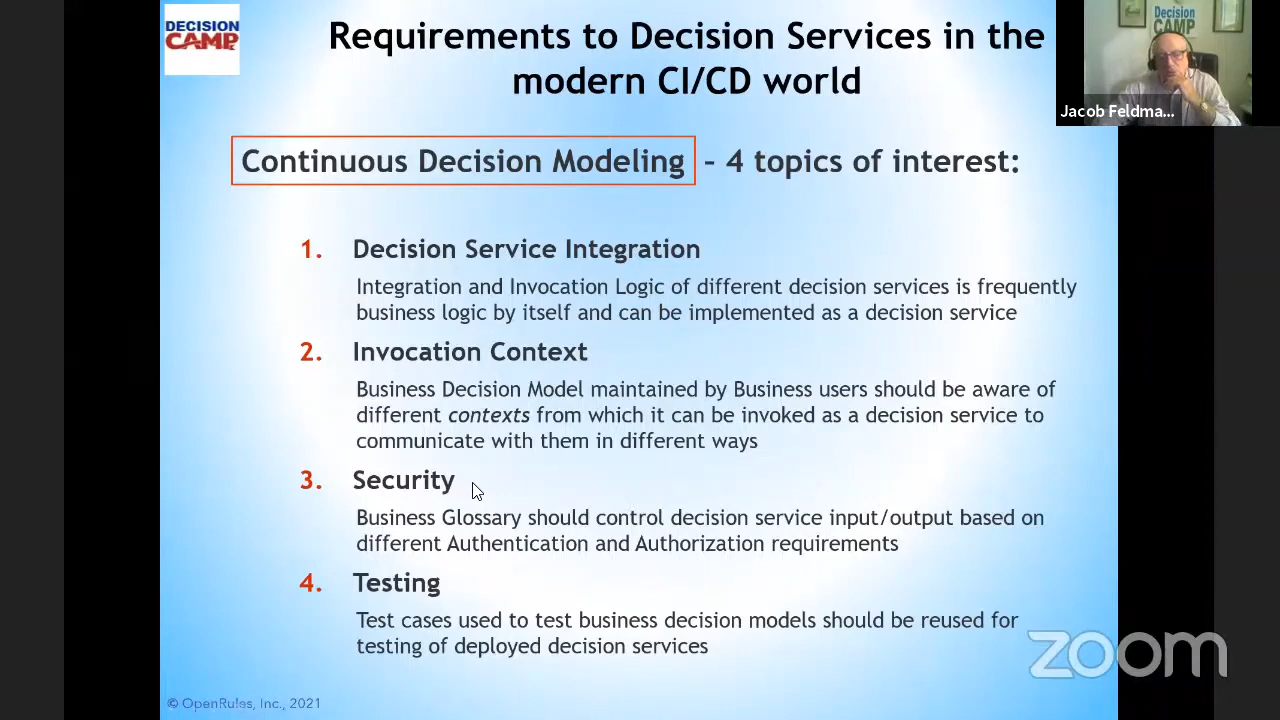 DECISION
CAMP
Requirements to Decision Services in the
modern CI/CD world
Decision
CAMP
Jacob Feldma...
Continuous Decision Modeling – 4 topics of interest:
1. Decision Service Integration
Integration and Invocation Logic of different decision services is frequently
business logic by itself and can be implemented as a decision service
2. Invocation Context
Business Decision Model maintained by Business users should be aware of
different contexts from which it can be invoked as a decision service to
communicate with them in different ways
3. Security
Business Glossary should control decision service input/output based on
different Authentication and Authorization requirements
4. Testing
Test cases used to test business decision models should be reused for
testing of deployed decision services
zoom
© OpenRules, Inc., 2021